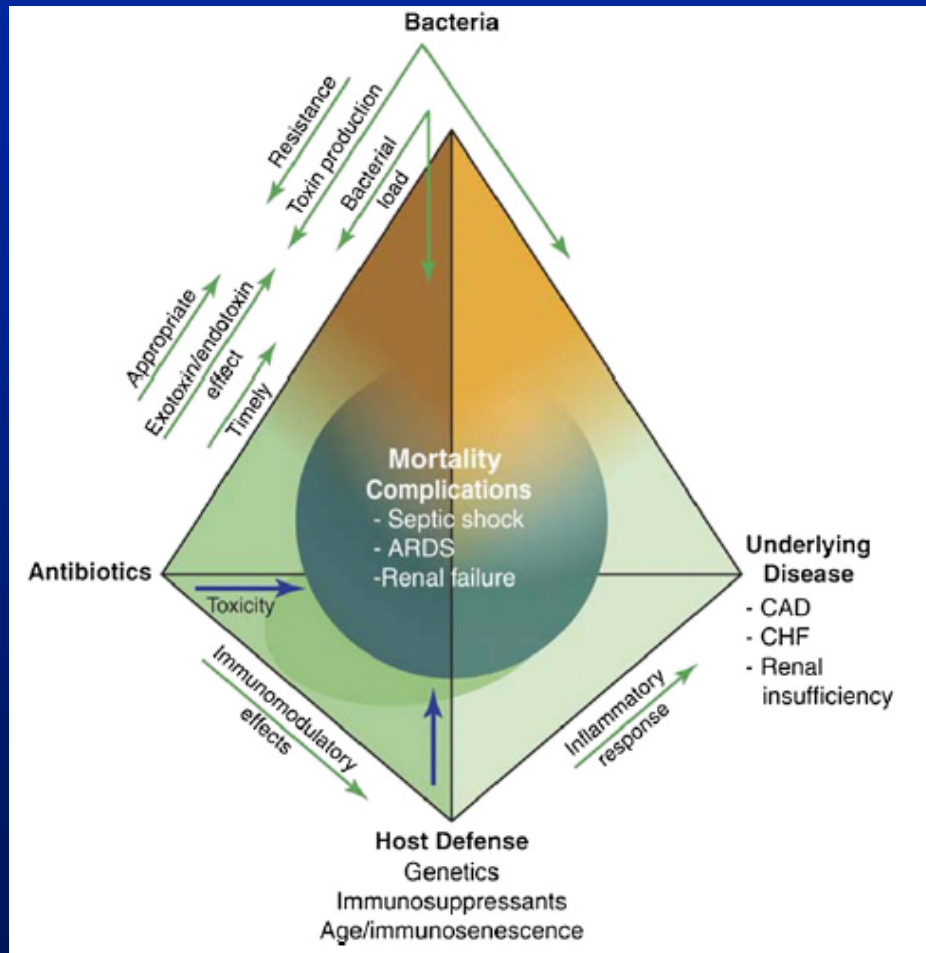 Bacteria
Resistance
Toxin production
Bacterial
load
Appropriate
Exotoxin/endotoxin
effect
Timely
Mortality
Complications
- Septic shock
- ARDS
-Renal failure
Antibiotics
Toxicity
Underlying
Disease
- CAD
- CHF
- Renal
insufficiency
Immunomodulatory
effects
Inflammatory
response
Host Defense
Genetics
Immunosuppressants
Age/immunosenescence